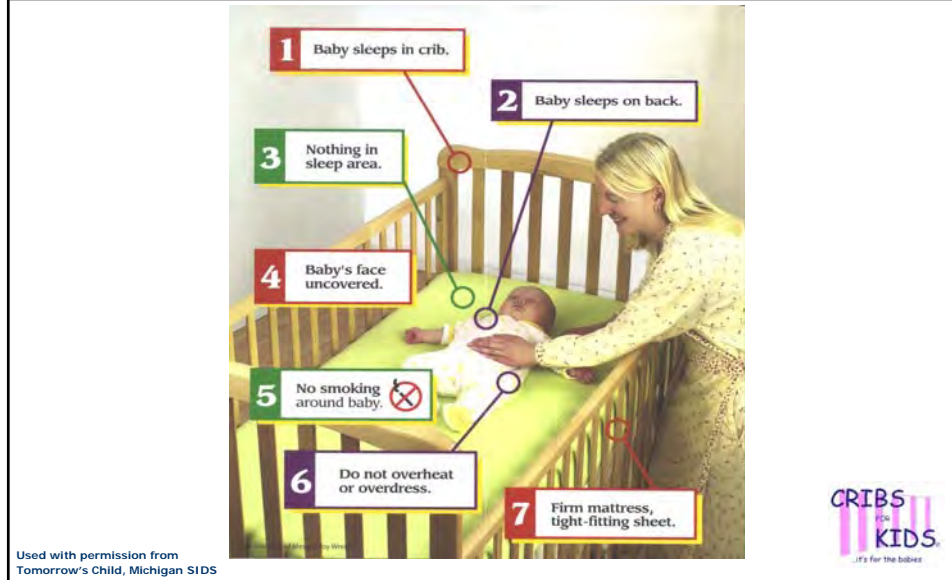 1 Baby sleeps in crib.
2 Baby sleeps on back.
3 Nothing in
sleep area.
4 Baby's face
uncovered.
5 No smoking
around baby.
6 Do not overheat
or overdress.
7 Firm mattress,
tight-fitting sheet.
Used with permission from
Tomorrow's Child, Michigan SIDS
CRIBS
FOR
KIDS
...it's for the babies